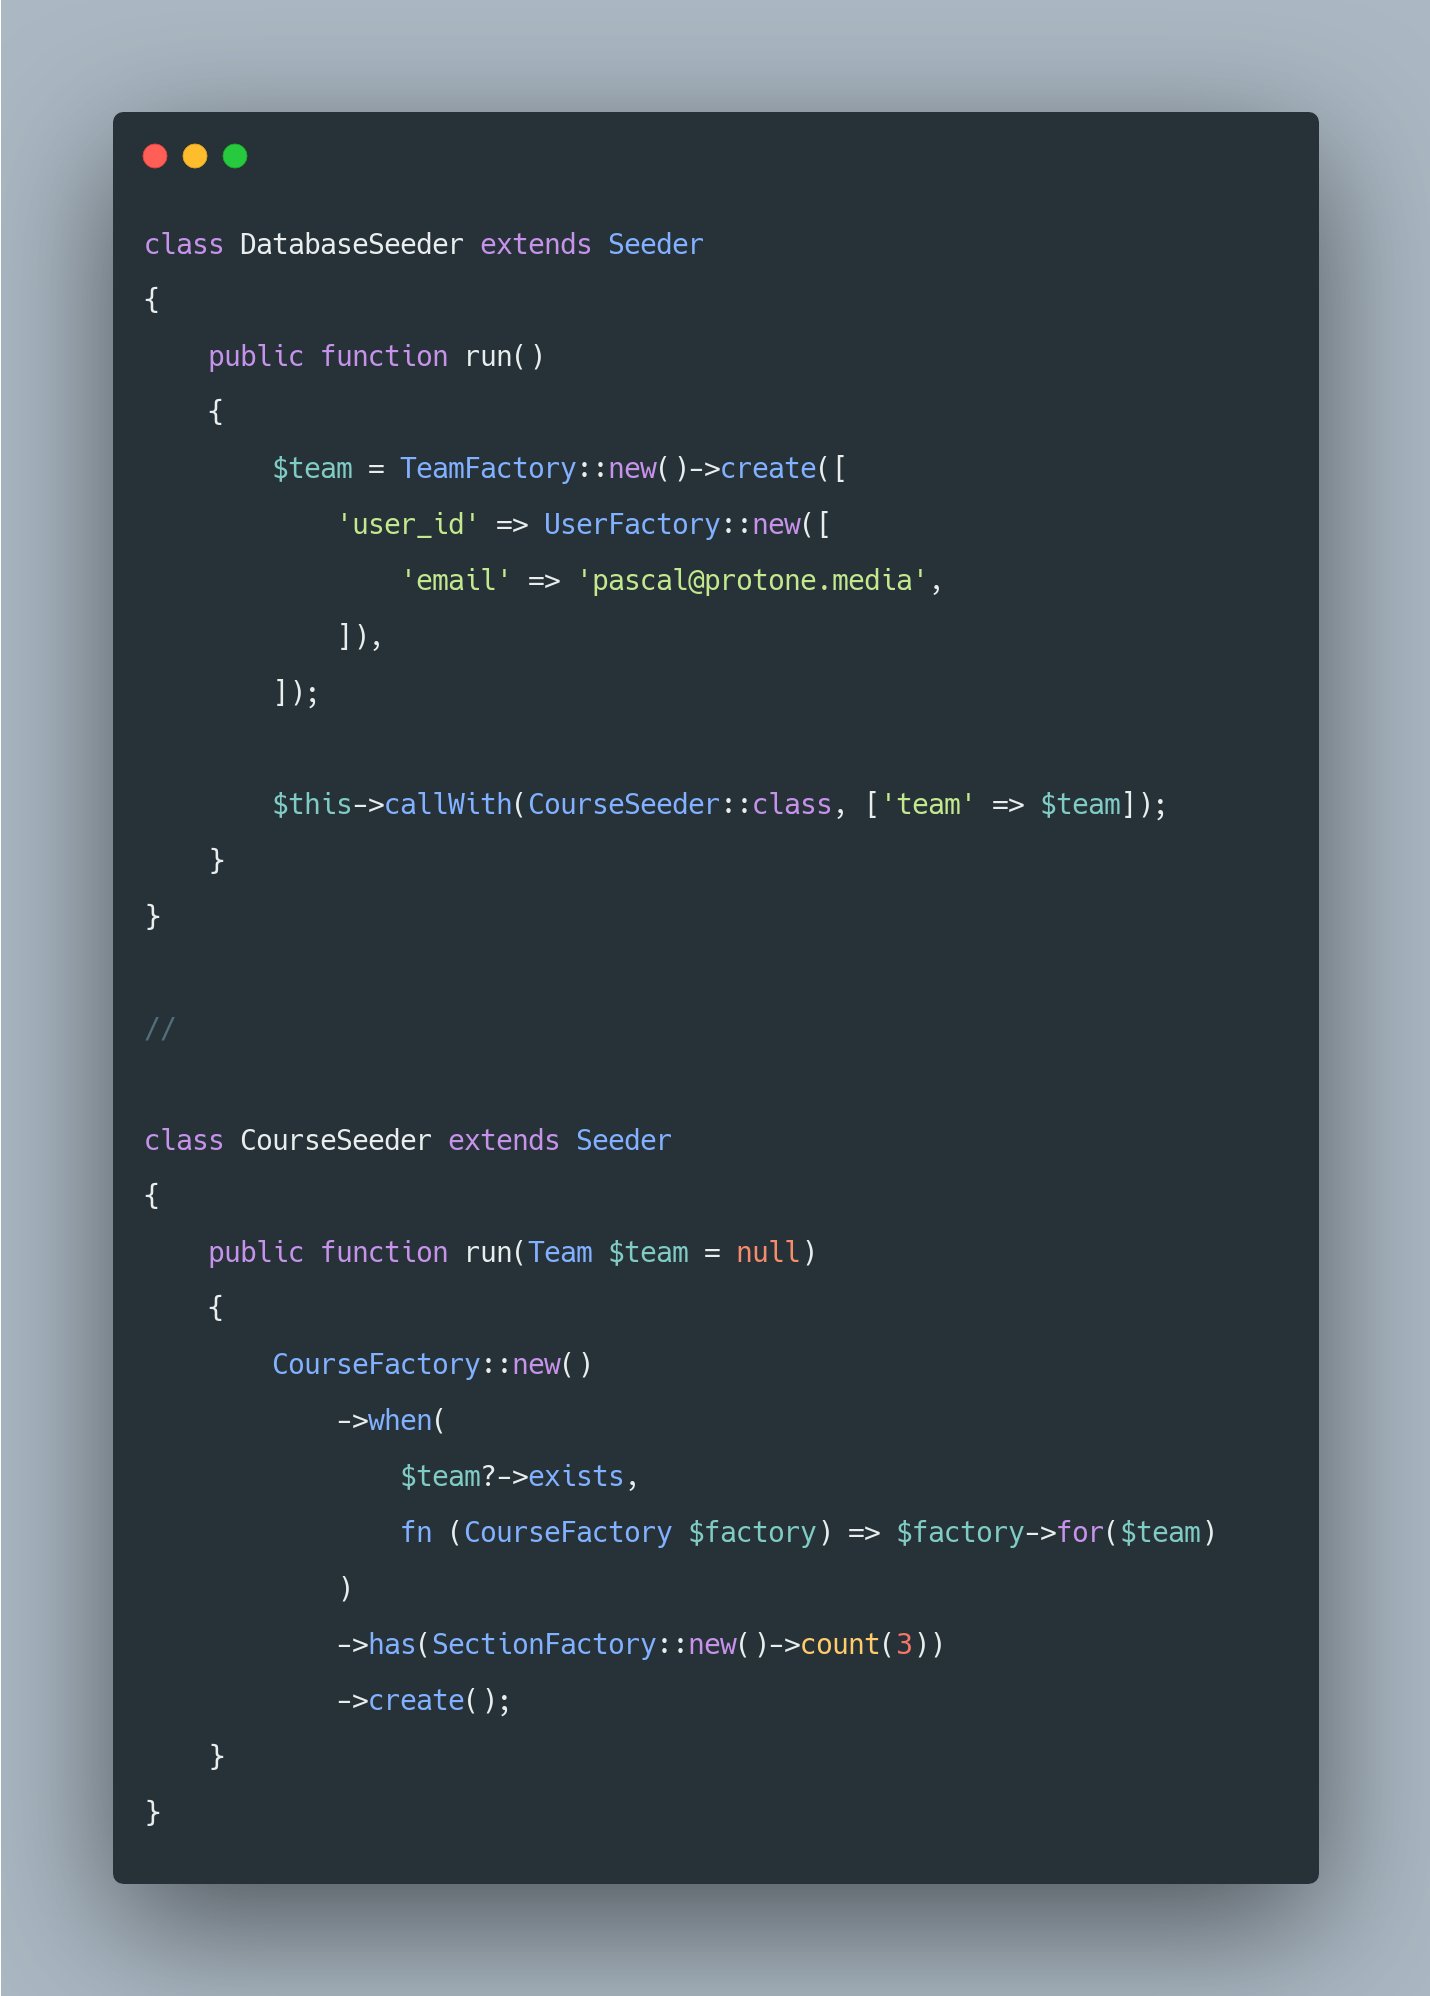 class DatabaseSeeder extends Seeder
{
    public function run()
    {
        $team = TeamFactory::new()->create([
            'user_id' => UserFactory::new([
                'email' => 'pascal@protone.media',
            ]),
        ]);

        $this->callWith(CourseSeeder::class, ['team' => $team]);
    }
}

//

class CourseSeeder extends Seeder
{
    public function run(Team $team = null)
    {
        CourseFactory::new()
            ->when(
                $team?->exists,
                fn (CourseFactory $factory) => $factory->for($team)
            )
            ->has(SectionFactory::new()->count(3))
            ->create();
    }
}